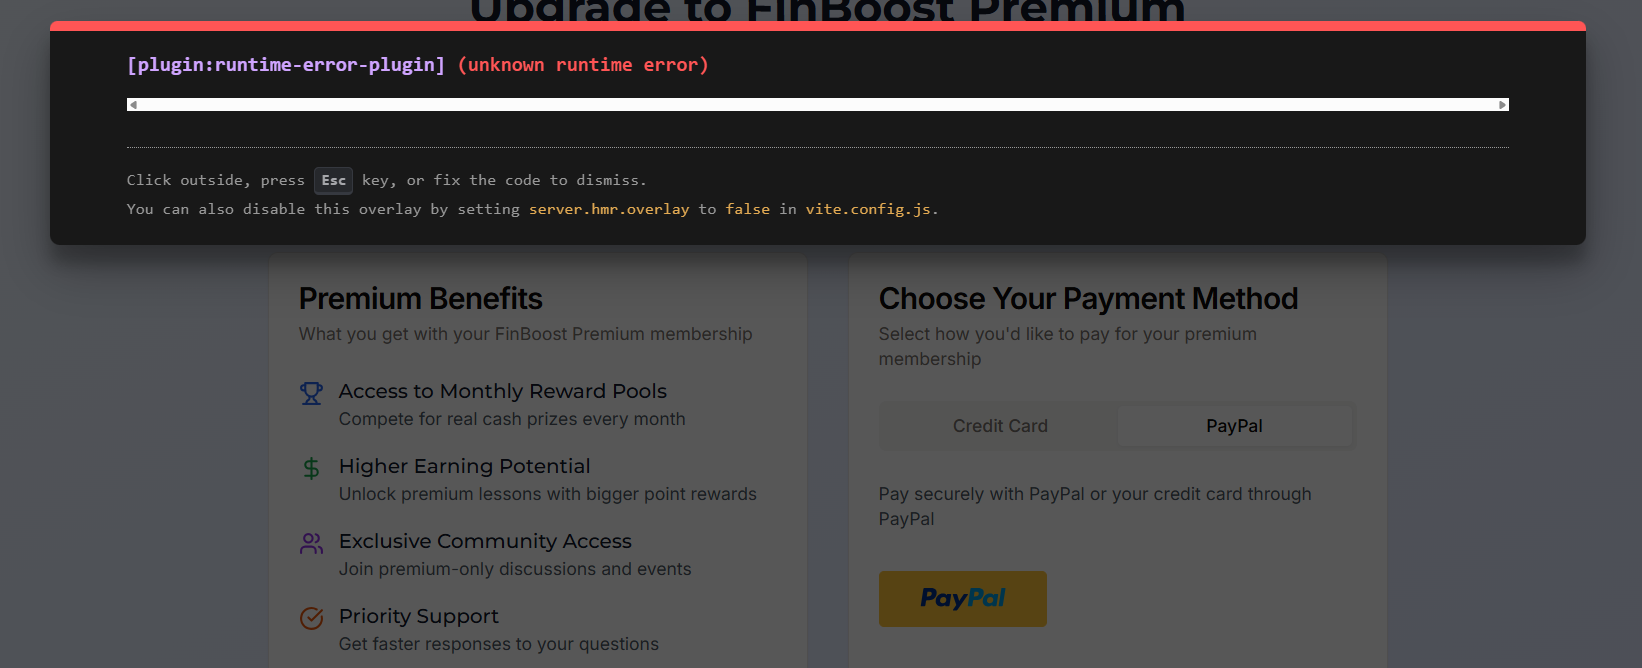 Upgrade to FinBoost Premium
[plugin:runtime-error-plugin] (unknown runtime error)
Click outside, press Esc key, or fix the code to dismiss.
You can also disable this overlay by setting server.hmr.overlay to false in vite.config.js.
Premium Benefits
What you get with your FinBoost Premium membership
Access to Monthly Reward Pools
Compete for real cash prizes every month
Higher Earning Potential
Unlock premium lessons with bigger point rewards
Exclusive Community Access
Join premium-only discussions and events
Priority Support
Get faster responses to your questions
Choose Your Payment Method
Select how you'd like to pay for your premium
membership
Credit Card
PayPal
Pay securely with PayPal or your credit card through
PayPal
PayPal